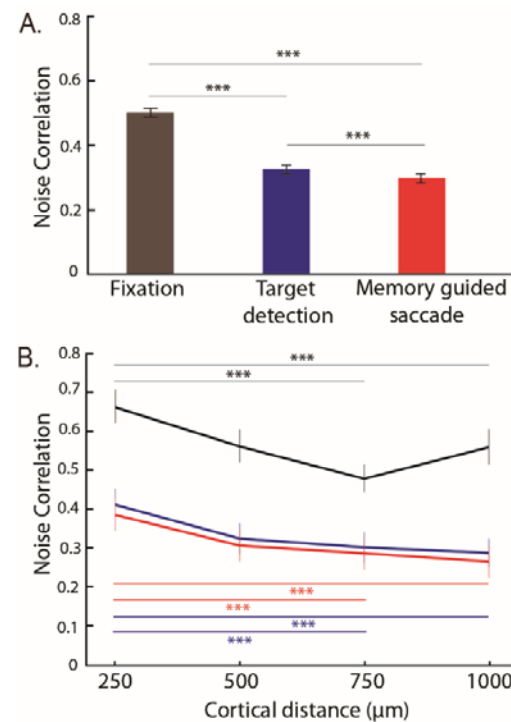 A.
0.8
***
0.6
***
***
0.4
0.2
0
Noise Correlation
Fixation
Target
detection
Memory guided
saccade
B.
0.8
***
0.7
***
0.6
0.5
0.4
0.3
0.2
***
***
0.1
***
***
0
Noise Correlation
250
500
750
1000
Cortical distance (μm)